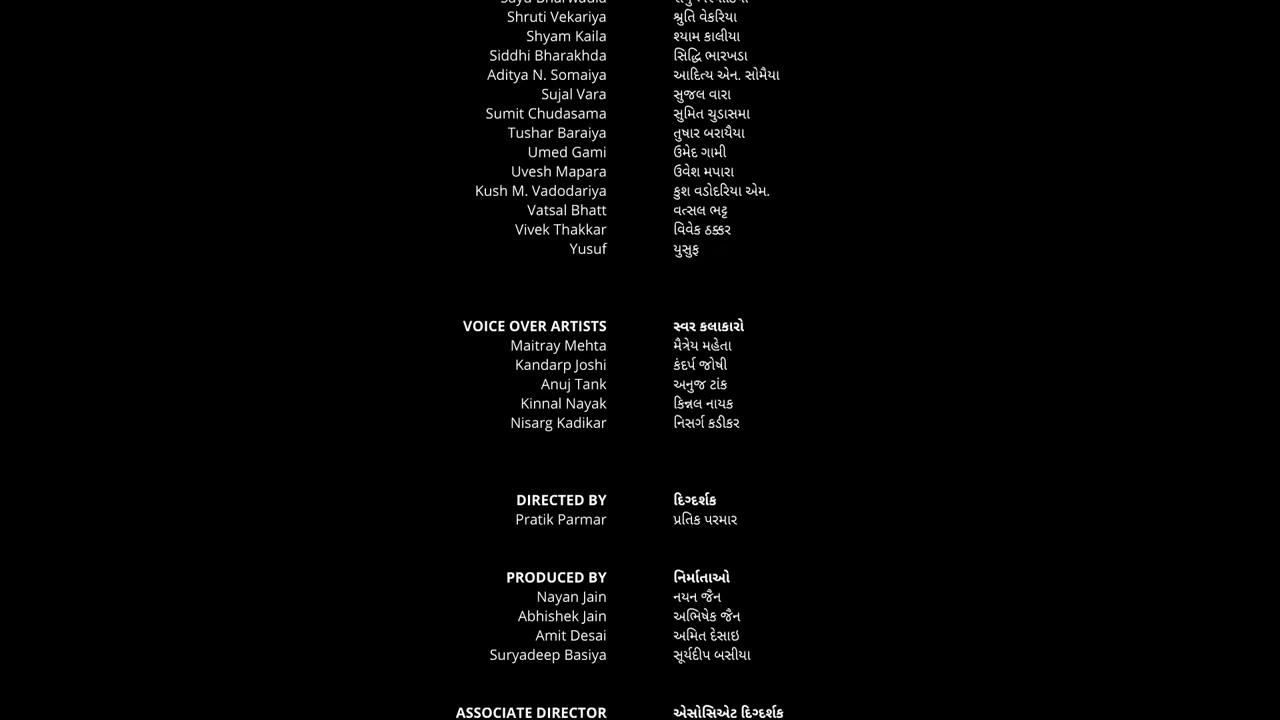 Shruti Vekariya શ્રુતિ વેકરિયા
Shyam Kaila શ્યામ કાલીયા
Siddhi Bharakhda સિદ્ધિ ભારખડા
Aditya N. Somaiya આદિત્ય એન. સોમૈયા
Sujal Vara સુજલ વારા
Sumit Chudasama સુમિત ચુડાસમા
Tushar Baraiya તુષાર બરાયૈયા
Umed Gami ઉમેદ ગામી
Uvesh Mapara ઉવેશ મપારા
Kush M. Vadodariya કુશ વડોદરિયા એમ.
Vatsal Bhatt વત્સલ ભટ્ટ
Vivek Thakkar વિવેક ઠક્કર
Yusuf યુસુફ
VOICE OVER ARTISTS સ્વર કલાકારો
Maitray Mehta મૈત્રેય મહેતા
Kandarp Joshi કંદર્પ જોષી
Anuj Tank અનુજ ટાંક
Kinnal Nayak કિન્નલ નાયક
Nisarg Kadikar નિસર્ગ કડીકર
DIRECTED BY દિગ્દર્શક
Pratik Parmar પ્રતિક પરમાર
PRODUCED BY નિર્માતાઓ
Nayan Jain નયન જૈન
Abhishek Jain અભિષેક જૈન
Amit Desai અમિત દેસાઇ
Suryadeep Basiya સૂર્યદીપ બસીયા
ASSOCIATE DIRECTOR એસોસિએટ દિગ્દર્શક